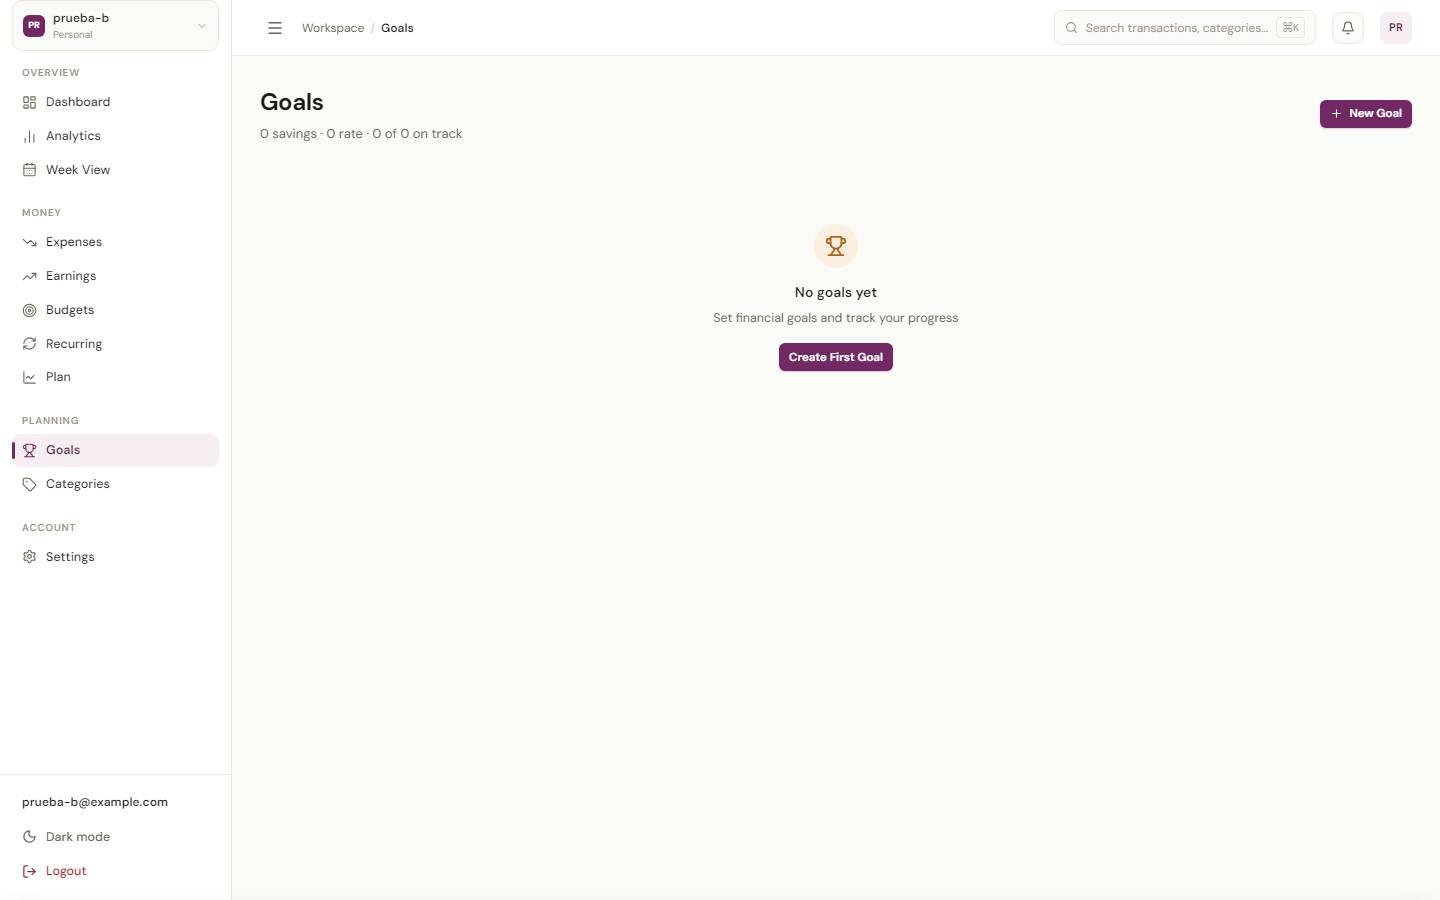 PR
prueba-b
Personal
OVERVIEW
Dashboard
Analytics
Week View
MONEY
Expenses
Earnings
Budgets
Recurring
Plan
PLANNING
Goals
Categories
ACCOUNT
Settings
prueba-b@example.com
Dark mode
Logout
Workspace / Goals
Search transactions, categories...
⌘K
PR
Goals
0 savings · 0 rate · 0 of 0 on track
New Goal
No goals yet
Set financial goals and track your progress
Create First Goal